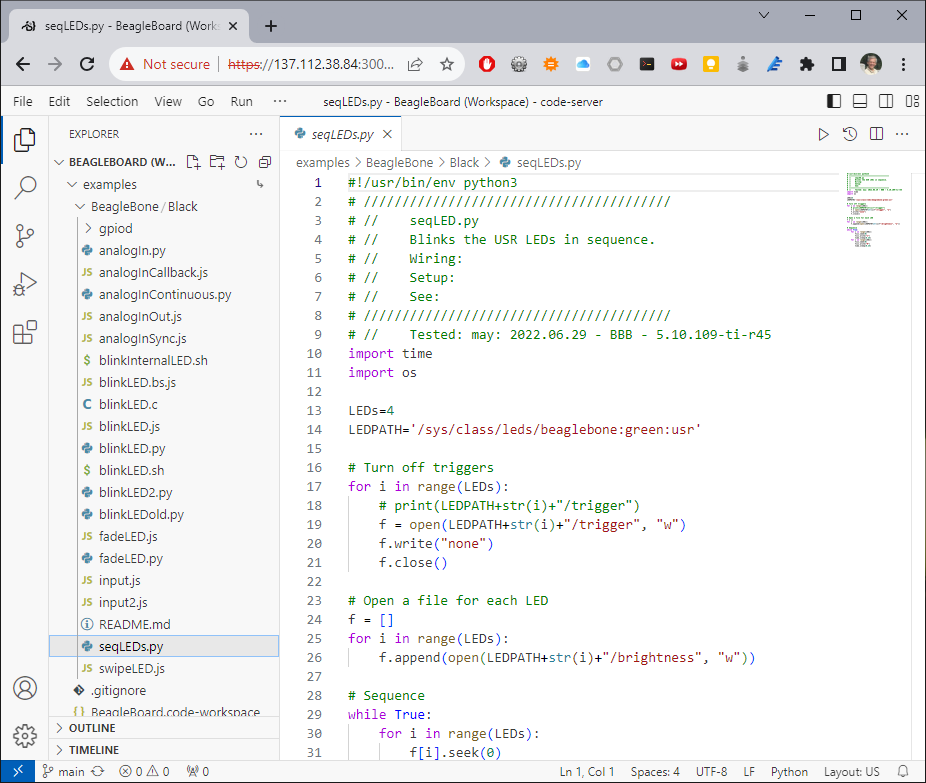 seqLEDs.py - BeagleBoard (Works
Not secure | https://137.112.38.84:300...
File Edit Selection View Go Run ··· seqLEDs.py - BeagleBoard (Workspace) - code-server
EXPLORER ···
BEAGLEBOARD (W...
examples
BeagleBone / Black
gpiod
analogIn.py
JS analogInCallback.js
analogInContinuous.py
JS analogInOut.js
JS analogInSync.js
$ blinkInternalLED.sh
JS blinkLED.bs.js
C blinkLED.c
JS blinkLED.js
blinkLED.py
$ blinkLED.sh
blinkLED2.py
blinkLEDold.py
JS fadeLED.js
fadeLED.py
JS input.js
JS input2.js
README.md
seqLEDs.py
JS swipeLED.js
.gitignore
{} BeagleBoard.code-workspace
OUTLINE
TIMELINE
seqLEDs.py
examples > BeagleBone > Black > seqLEDs.py
1 #!/usr/bin/env python3
2 # ////////////////////////////////////////
3 # // seqLED.py
4 # // Blinks the USR LEDs in sequence.
5 # // Wiring:
6 # // Setup:
7 # // See:
8 # ////////////////////////////////////////
9 # // Tested: may: 2022.06.29 - BBB - 5.10.109-ti-r45
10 import time
11 import os
12
13 LEDs=4
14 LEDPATH='/sys/class/leds/beaglebone:green:usr'
15
16 # Turn off triggers
17 for i in range(LEDs):
18 # print(LEDPATH+str(i)+"/trigger")
19 f = open(LEDPATH+str(i)+"/trigger", "w")
20 f.write("none")
21 f.close()
22
23 # Open a file for each LED
24 f = []
25 for i in range(LEDs):
26 f.append(open(LEDPATH+str(i)+"/brightness", "w"))
27
28 # Sequence
29 while True:
30 for i in range(LEDs):
31 f[i].seek(0)
main 0 0 0 Ln 1, Col 1 Spaces: 4 UTF-8 LF Python Layout: US